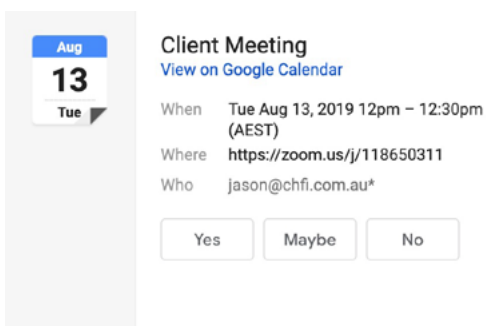 Aug
13
Tue
Client Meeting
View on Google Calendar
When Tue Aug 13, 2019 12pm – 12:30pm
(AEST)
Where https://zoom.us/j/118650311
Who jason@chfi.com.au*
Yes Maybe No